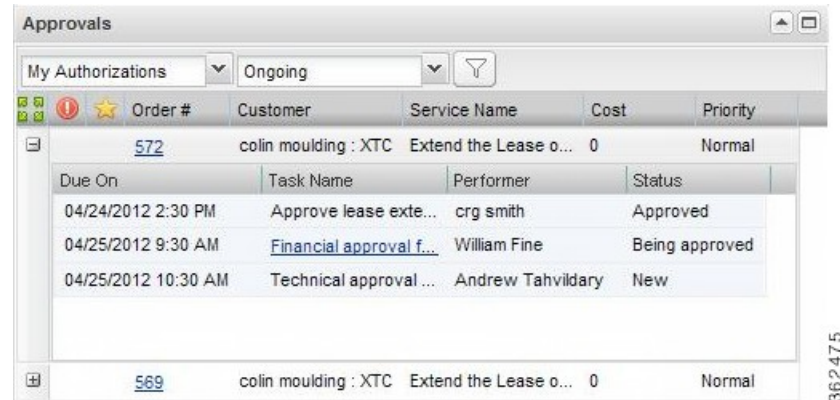 Approvals
My Authorizations Ongoing
Order # Customer Service Name Cost Priority
572 colin moulding : XTC Extend the Lease o... 0 Normal
Due On Task Name Performer Status
04/24/2012 2:30 PM Approve lease exte... crg smith Approved
04/25/2012 9:30 AM Financial approval f... William Fine Being approved
04/25/2012 10:30 AM Technical approval ... Andrew Tahvildary New
569 colin moulding : XTC Extend the Lease o... 0 Normal
362475